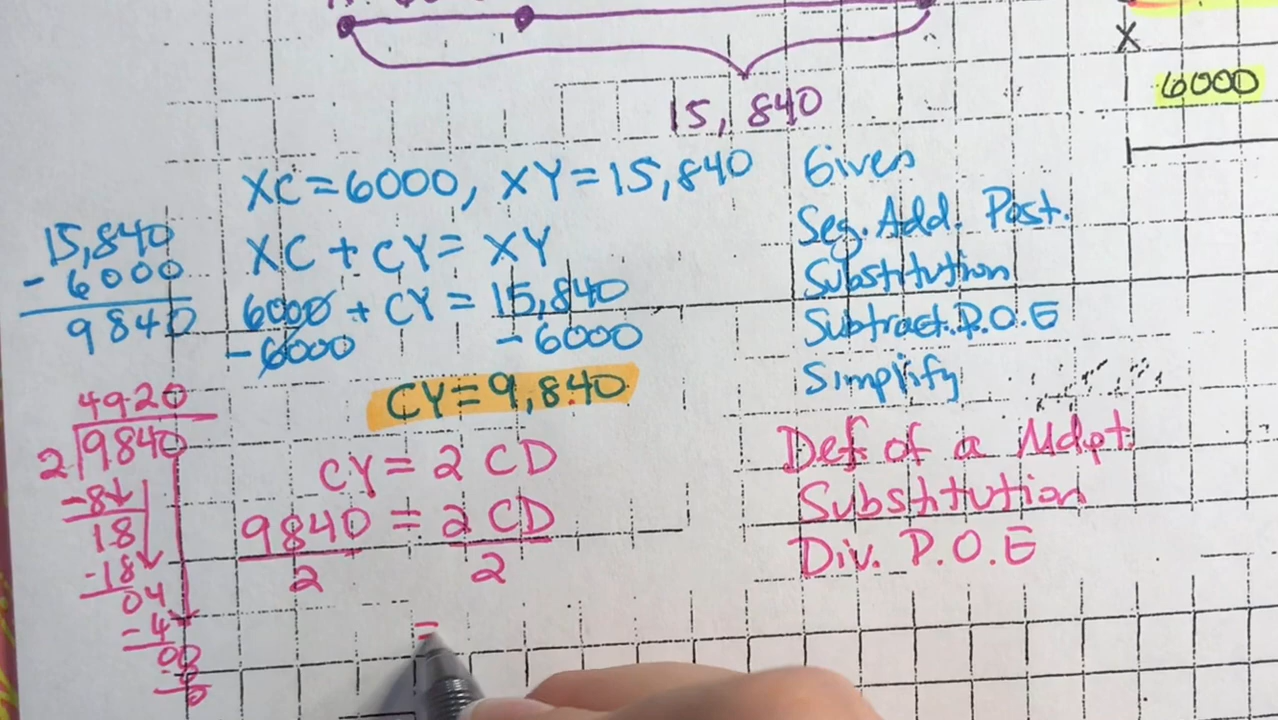 15,840
X
6000
XC = 6000, XY = 15,840 Given
XC + CY = XY Seg. Add. Post.
6000 + CY = 15,840 Substitution
-6000 -6000 Subtract. P.O.E
CY = 9,840 Simplify
15,840
- 6000
9840
CY = 2 CD Def of a Mdpt.
9840 = 2 CD Substitution
2 2 Div. P.O.E
=
4920
2 9840
-8
18
-18
04
-4
00
0